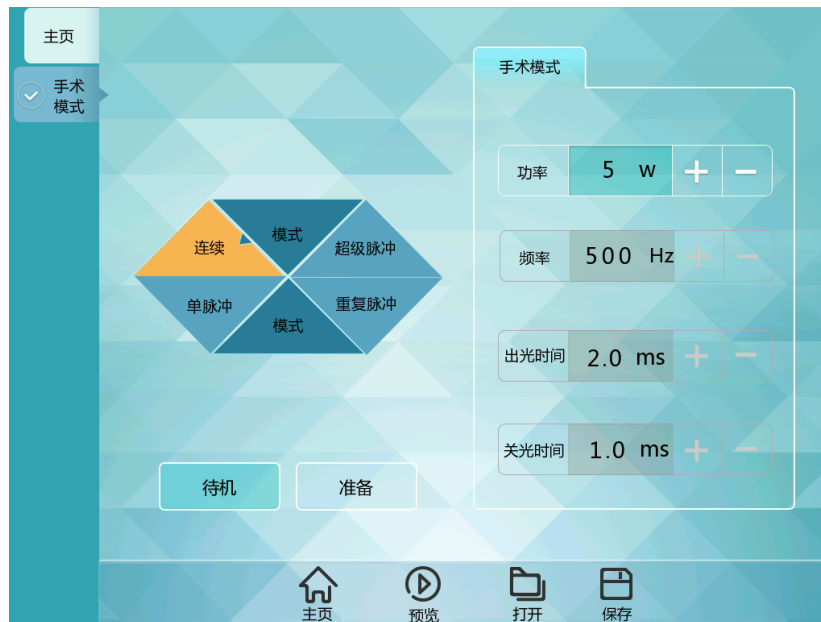 主页
手术
模式
手术模式
功率 5 w + −
模式
连续
超级脉冲
频率 500 Hz + −
单脉冲
重复脉冲
模式
出光时间 2.0 ms + −
关光时间 1.0 ms + −
待机 准备
主页 预览 打开 保存